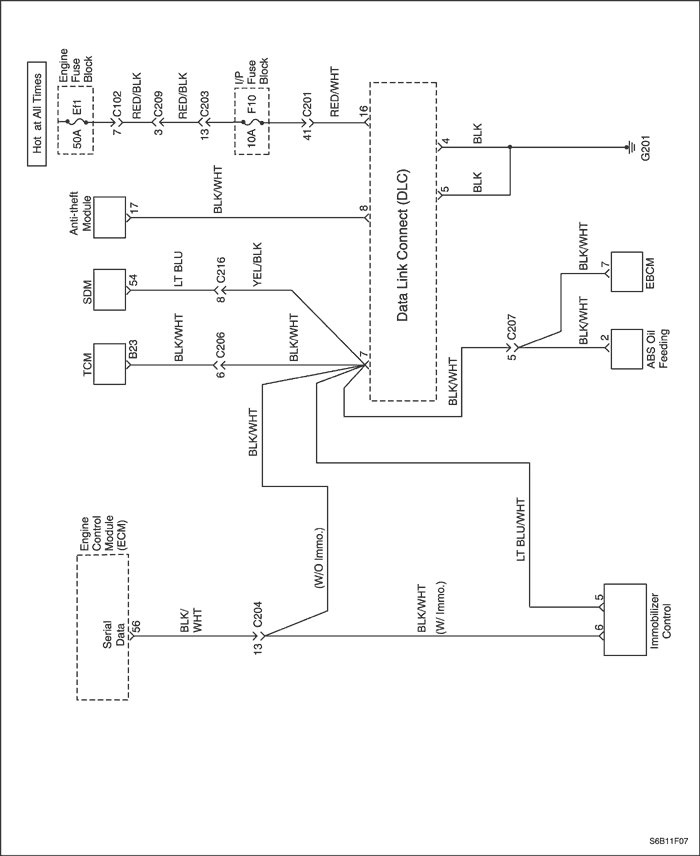 Hot at All Times
Engine
Fuse
Block
Ef1
50A
7
C102
RED/BLK
3
C209
RED/BLK
13
C203
I/P
Fuse
Block
F10
10A
41
C201
RED/WHT
16
Anti-theft
Module
17
BLK/WHT
8
SDM
54
LT BLU
8
C216
YEL/BLK
TCM
B23
BLK/WHT
6
C206
BLK/WHT
7
Data Link Connect (DLC)
4
BLK
5
BLK
G201
BLK/WHT
5
C207
BLK/WHT
7
EBCM
BLK/WHT
2
ABS Oil
Feeding
Engine
Control
Module
(ECM)
Serial
Data
56
BLK/
WHT
13
C204
BLK/WHT
(W/O Immo.)
BLK/WHT
(W/ Immo.)
LT BLU/WHT
5
6
Immobilizer
Control
S6B11F07